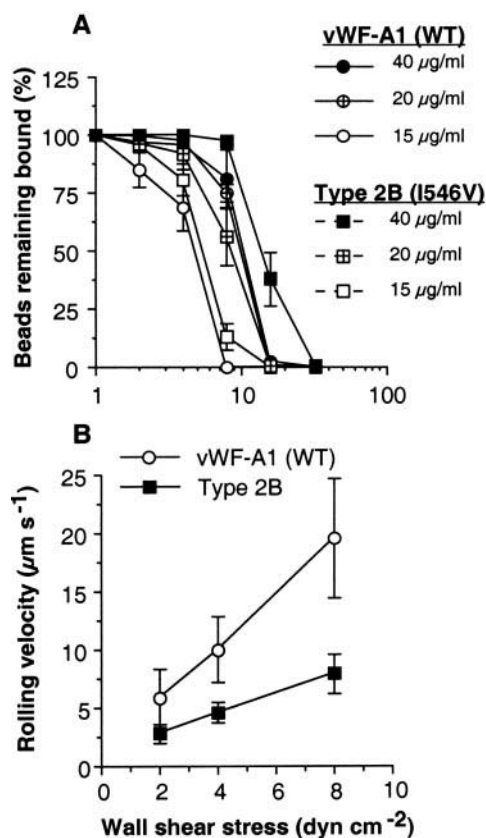 A
vWF-A1 (WT)
40 µg/ml
20 µg/ml
15 µg/ml
Type 2B (I546V)
40 µg/ml
20 µg/ml
15 µg/ml
Beads remaining bound (%)
125
100
75
50
25
0
1
10
100
B
vWF-A1 (WT)
Type 2B
Rolling velocity (µm s⁻¹)
25
20
15
10
5
0
0
2
4
6
8
10
Wall shear stress (dyn cm⁻²)